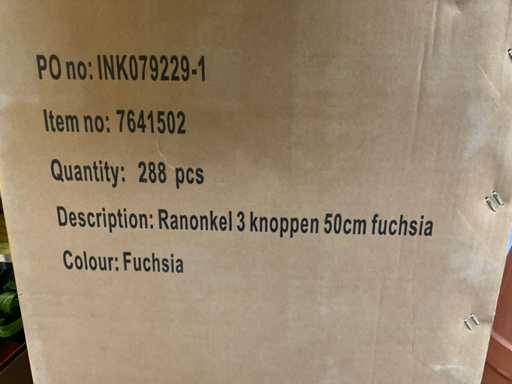 PO no: INK079229-1
Item no: 7641502
Quantity: 288 pcs
Description: Ranonkel 3 knoppen 50cm fuchsia
Colour: Fuchsia